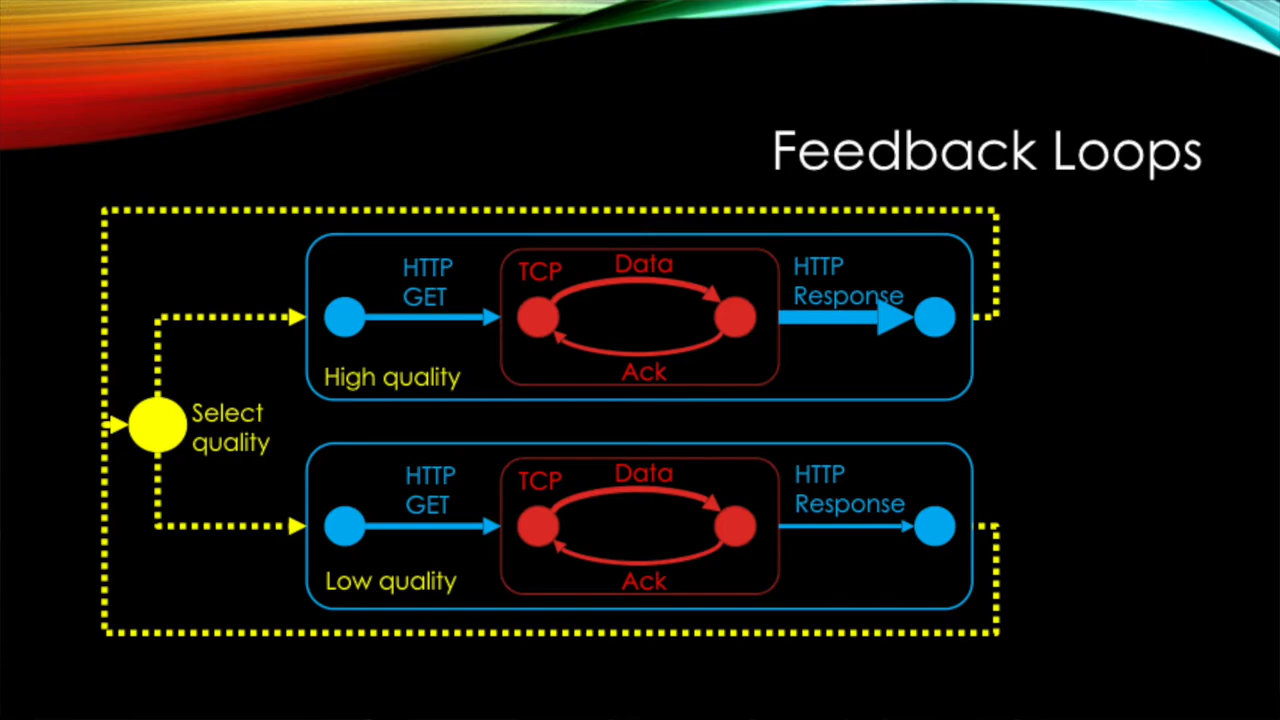 Feedback Loops
HTTP
GET
TCP
Data
HTTP
Response
Ack
High quality
Select
quality
HTTP
GET
TCP
Data
HTTP
Response
Ack
Low quality